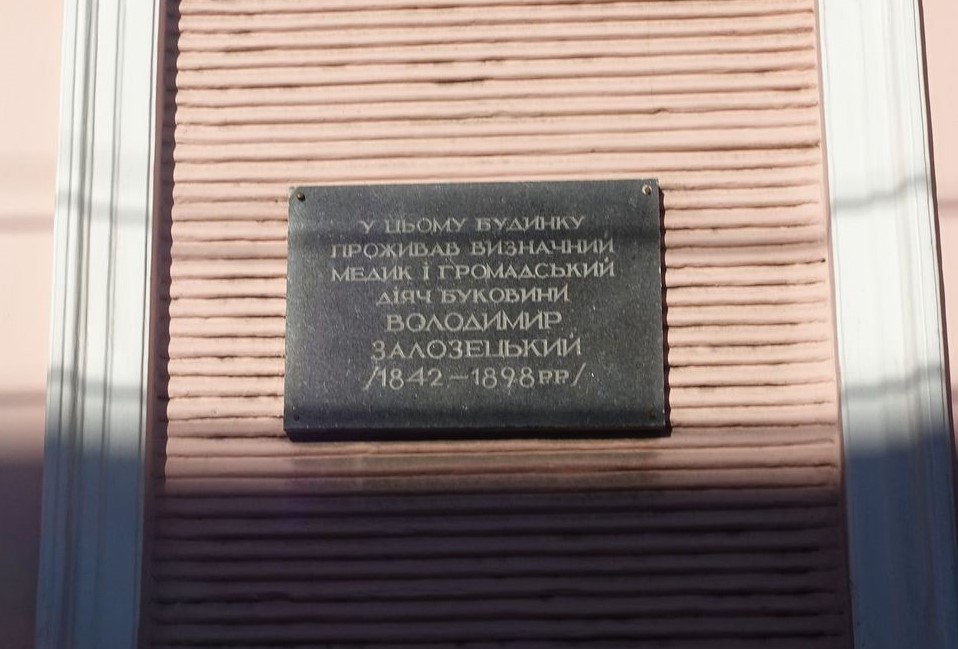 У ЦЬОМУ БУДИНКУ
ПРОЖИВАВ ВИЗНАЧНИЙ
МЕДИК І ГРОМАДСЬКИЙ
ДІЯЧ БУКОВИНИ
ВОЛОДИМИР
ЗАЛОЗЕЦЬКИЙ
/1842–1898 РР./